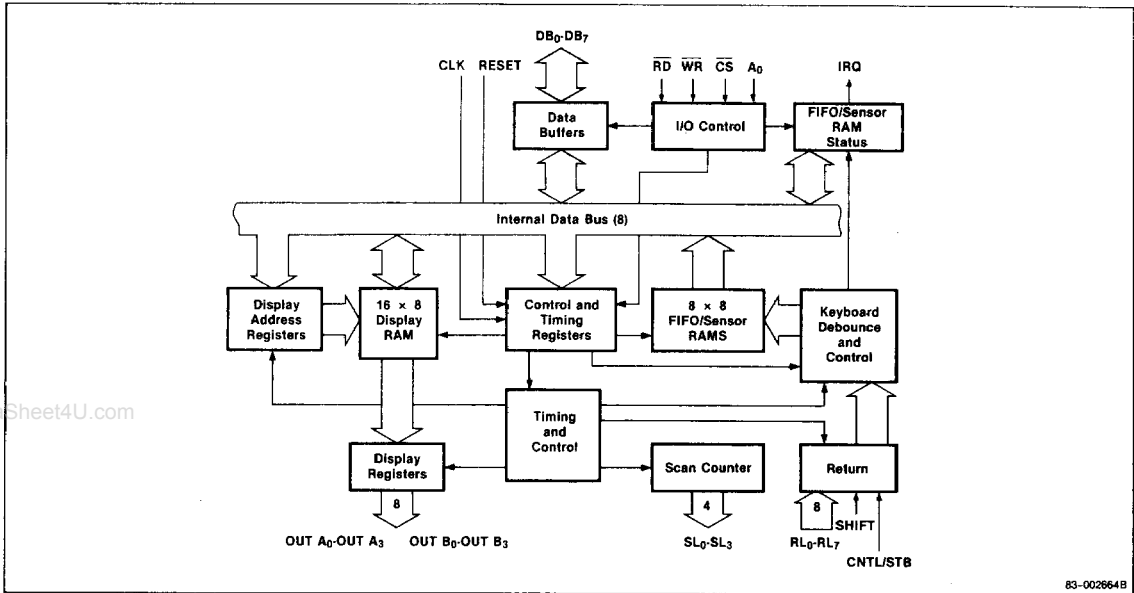 DB₀-DB₇
CLK RESET
RD WR CS A₀
IRQ
Data
Buffers
I/O Control
FIFO/Sensor
RAM
Status
Internal Data Bus (8)
Display
Address
Registers
16 × 8
Display
RAM
Control and
Timing
Registers
8 × 8
FIFO/Sensor
RAMS
Keyboard
Debounce
and
Control
Sheet4U.com
Timing
and
Control
Display
Registers
Scan Counter
Return
8
4
8
SHIFT
OUT A₀-OUT A₃ OUT B₀-OUT B₃
SL₀-SL₃
RL₀-RL₇
CNTL/STB
83-002664B